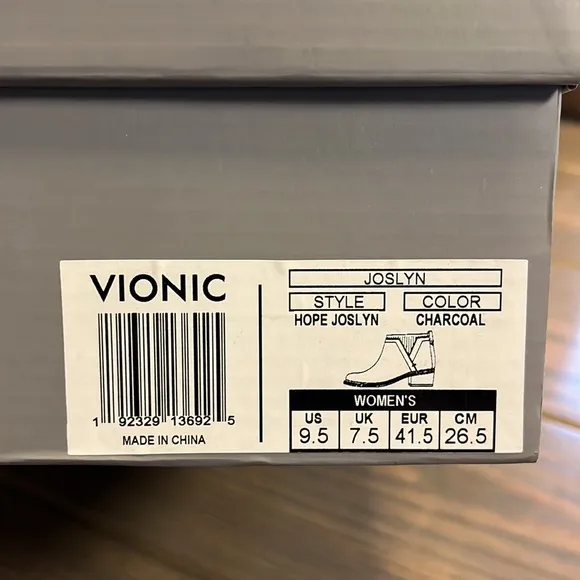 VIONIC
1 92329 13692 5
MADE IN CHINA
JOSLYN
STYLE COLOR
HOPE JOSLYN CHARCOAL
WOMEN'S
US UK EUR CM
9.5 7.5 41.5 26.5